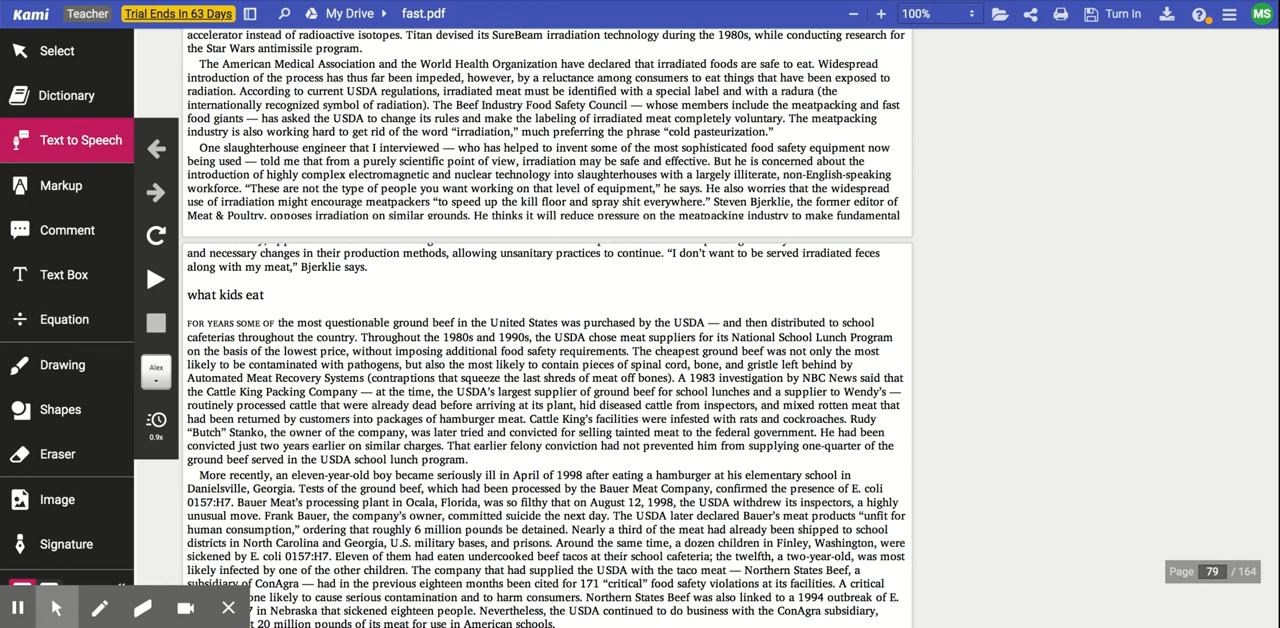 Kami Teacher Trial Ends In 63 Days My Drive fast.pdf 100% Turn In MS
Select
Dictionary
Text to Speech
Markup
Comment
Text Box
Equation
Drawing
Shapes
Eraser
Image
Signature
Alex
0.9x
accelerator instead of radioactive isotopes. Titan devised its SureBeam irradiation technology during the 1980s, while conducting research for
the Star Wars antimissile program.
The American Medical Association and the World Health Organization have declared that irradiated foods are safe to eat. Widespread
introduction of the process has thus far been impeded, however, by a reluctance among consumers to eat things that have been exposed to
radiation. According to current USDA regulations, irradiated meat must be identified with a special label and with a radura (the
internationally recognized symbol of radiation). The Beef Industry Food Safety Council — whose members include the meatpacking and fast
food giants — has asked the USDA to change its rules and make the labeling of irradiated meat completely voluntary. The meatpacking
industry is also working hard to get rid of the word “irradiation,” much preferring the phrase “cold pasteurization.”
One slaughterhouse engineer that I interviewed — who has helped to invent some of the most sophisticated food safety equipment now
being used — told me that from a purely scientific point of view, irradiation may be safe and effective. But he is concerned about the
introduction of highly complex electromagnetic and nuclear technology into slaughterhouses with a largely illiterate, non-English-speaking
workforce. “These are not the type of people you want working on that level of equipment,” he says. He also worries that the widespread
use of irradiation might encourage meatpackers “to speed up the kill floor and spray shit everywhere.” Steven Bjerklie, the former editor of
Meat & Poultry, opposes irradiation on similar grounds. He thinks it will reduce pressure on the meatpacking industry to make fundamental
and necessary changes in their production methods, allowing unsanitary practices to continue. “I don’t want to be served irradiated feces
along with my meat,” Bjerklie says.
what kids eat
FOR YEARS SOME OF the most questionable ground beef in the United States was purchased by the USDA — and then distributed to school
cafeterias throughout the country. Throughout the 1980s and 1990s, the USDA chose meat suppliers for its National School Lunch Program
on the basis of the lowest price, without imposing additional food safety requirements. The cheapest ground beef was not only the most
likely to be contaminated with pathogens, but also the most likely to contain pieces of spinal cord, bone, and gristle left behind by
Automated Meat Recovery Systems (contraptions that squeeze the last shreds of meat off bones). A 1983 investigation by NBC News said that
the Cattle King Packing Company — at the time, the USDA’s largest supplier of ground beef for school lunches and a supplier to Wendy’s —
routinely processed cattle that were already dead before arriving at its plant, hid diseased cattle from inspectors, and mixed rotten meat that
had been returned by customers into packages of hamburger meat. Cattle King’s facilities were infested with rats and cockroaches. Rudy
“Butch” Stanko, the owner of the company, was later tried and convicted for selling tainted meat to the federal government. He had been
convicted just two years earlier on similar charges. That earlier felony conviction had not prevented him from supplying one-quarter of the
ground beef served in the USDA school lunch program.
More recently, an eleven-year-old boy became seriously ill in April of 1998 after eating a hamburger at his elementary school in
Danielsville, Georgia. Tests of the ground beef, which had been processed by the Bauer Meat Company, confirmed the presence of E. coli
0157:H7. Bauer Meat’s processing plant in Ocala, Florida, was so filthy that on August 12, 1998, the USDA withdrew its inspectors, a highly
unusual move. Frank Bauer, the company’s owner, committed suicide the next day. The USDA later declared Bauer’s meat products “unfit for
human consumption,” ordering that roughly 6 million pounds be detained. Nearly a third of the meat had already been shipped to school
districts in North Carolina and Georgia, U.S. military bases, and prisons. Around the same time, a dozen children in Finley, Washington, were
sickened by E. coli 0157:H7. Eleven of them had eaten undercooked beef tacos at their school cafeteria; the twelfth, a two-year-old, was most
likely infected by one of the other children. The company that had supplied the USDA with the taco meat — Northern States Beef, a
subsidiary of ConAgra — had in the previous eighteen months been cited for 171 “critical” food safety violations at its facilities. A critical
one likely to cause serious contamination and to harm consumers. Northern States Beef was also linked to a 1994 outbreak of E.
in Nebraska that sickened eighteen people. Nevertheless, the USDA continued to do business with the ConAgra subsidiary,
20 million pounds of its meat for use in American schools.
Page 79 / 164